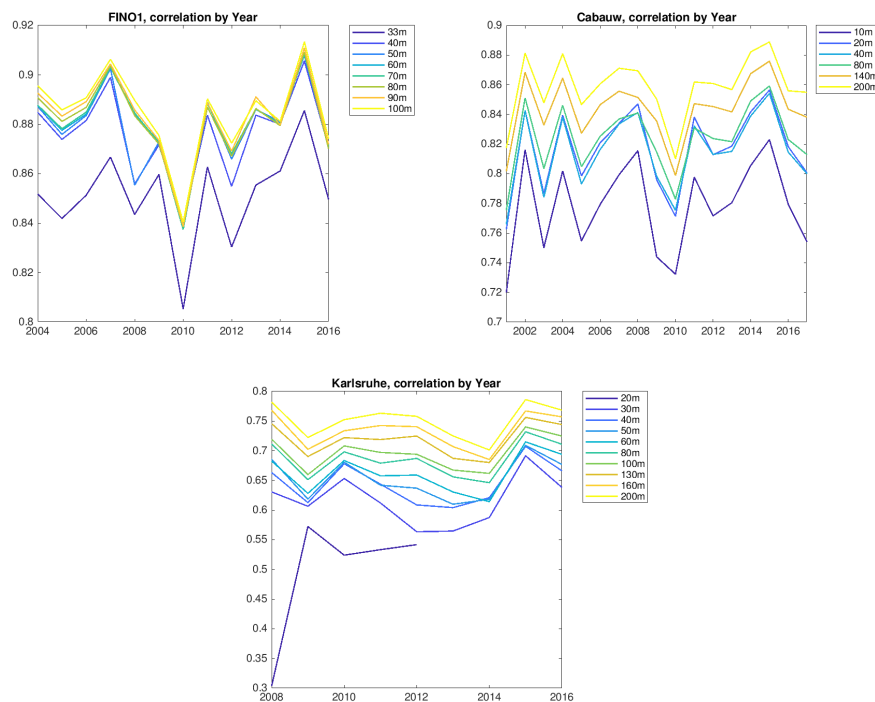 FINO1, correlation by Year
0.92
0.9
0.88
0.86
0.84
0.82
0.8
2004 2006 2008 2010 2012 2014 2016
33m
40m
50m
60m
70m
80m
90m
100m
Cabauw, correlation by Year
0.9
0.88
0.86
0.84
0.82
0.8
0.78
0.76
0.74
0.72
0.7
2002 2004 2006 2008 2010 2012 2014 2016
10m
20m
40m
80m
140m
200m
Karlsruhe, correlation by Year
0.8
0.75
0.7
0.65
0.6
0.55
0.5
0.45
0.4
0.35
0.3
2008 2010 2012 2014 2016
20m
30m
40m
50m
60m
80m
100m
130m
160m
200m